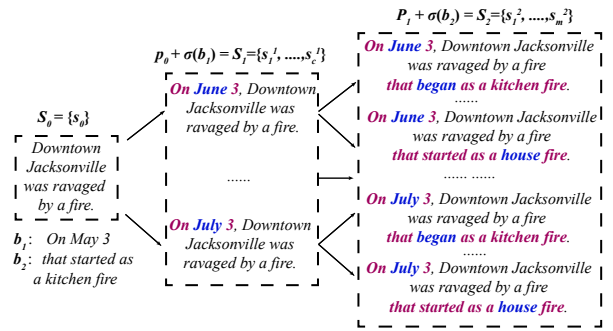 S₀ = {s₀}
Downtown
Jacksonville
was ravaged
by a fire.
b₁: On May 3
b₂: that started as
a kitchen fire
p₀ + σ(b₁) = S₁={s₁¹, ....,s_c¹}
On June 3, Downtown
Jacksonville was
ravaged by a fire.
......
On July 3, Downtown
Jacksonville was
ravaged by a fire.
P₁ + σ(b₂) = S₂={s₁², ....,s_m²}
On June 3, Downtown Jacksonville
was ravaged by a fire
that began as a kitchen fire.
......
On June 3, Downtown Jacksonville
was ravaged by a fire
that started as a house fire.
...... ......
On July 3, Downtown Jacksonville
was ravaged by a fire
that began as a kitchen fire.
......
On July 3, Downtown Jacksonville
was ravaged by a fire
that started as a house fire.